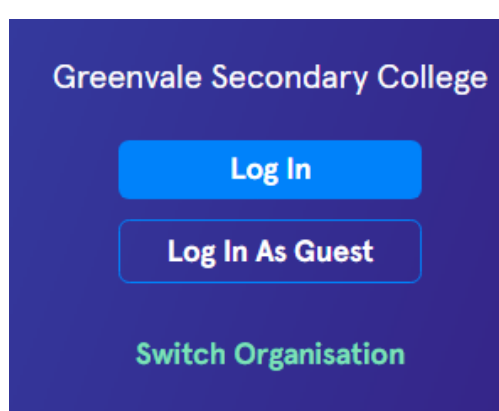 Greenvale Secondary College
Log In
Log In As Guest
Switch Organisation